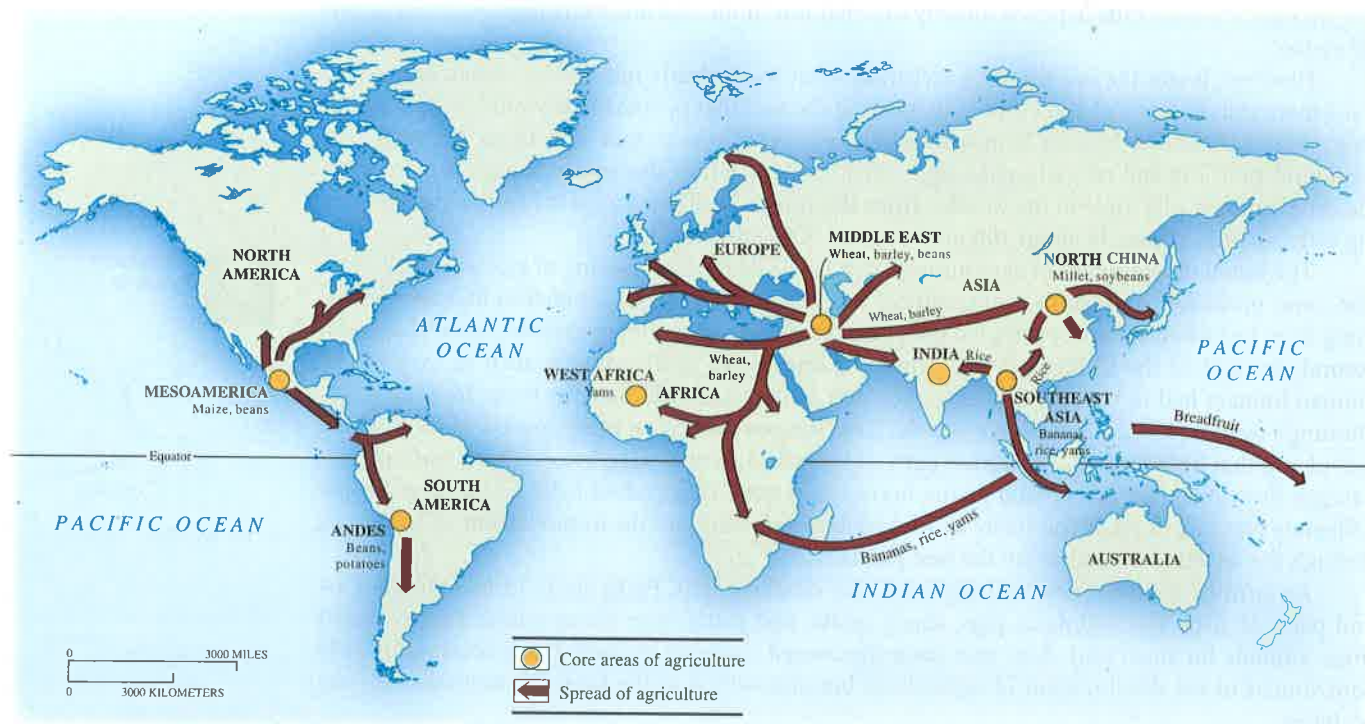 NORTH
AMERICA
ATLANTIC
OCEAN
MESOAMERICA
Maize, beans
Equator
SOUTH
AMERICA
PACIFIC OCEAN
ANDES
Beans,
potatoes
EUROPE
MIDDLE EAST
Wheat, barley, beans
ASIA
NORTH CHINA
Millet, soybeans
Wheat, barley
Wheat,
barley
WEST AFRICA
Yams
AFRICA
INDIA
Rice
Rice
SOUTHEAST
ASIA
Bananas,
rice, yams
PACIFIC
OCEAN
Breadfruit
Bananas, rice, yams
INDIAN OCEAN
AUSTRALIA
0 3000 MILES
0 3000 KILOMETERS
Core areas of agriculture
Spread of agriculture